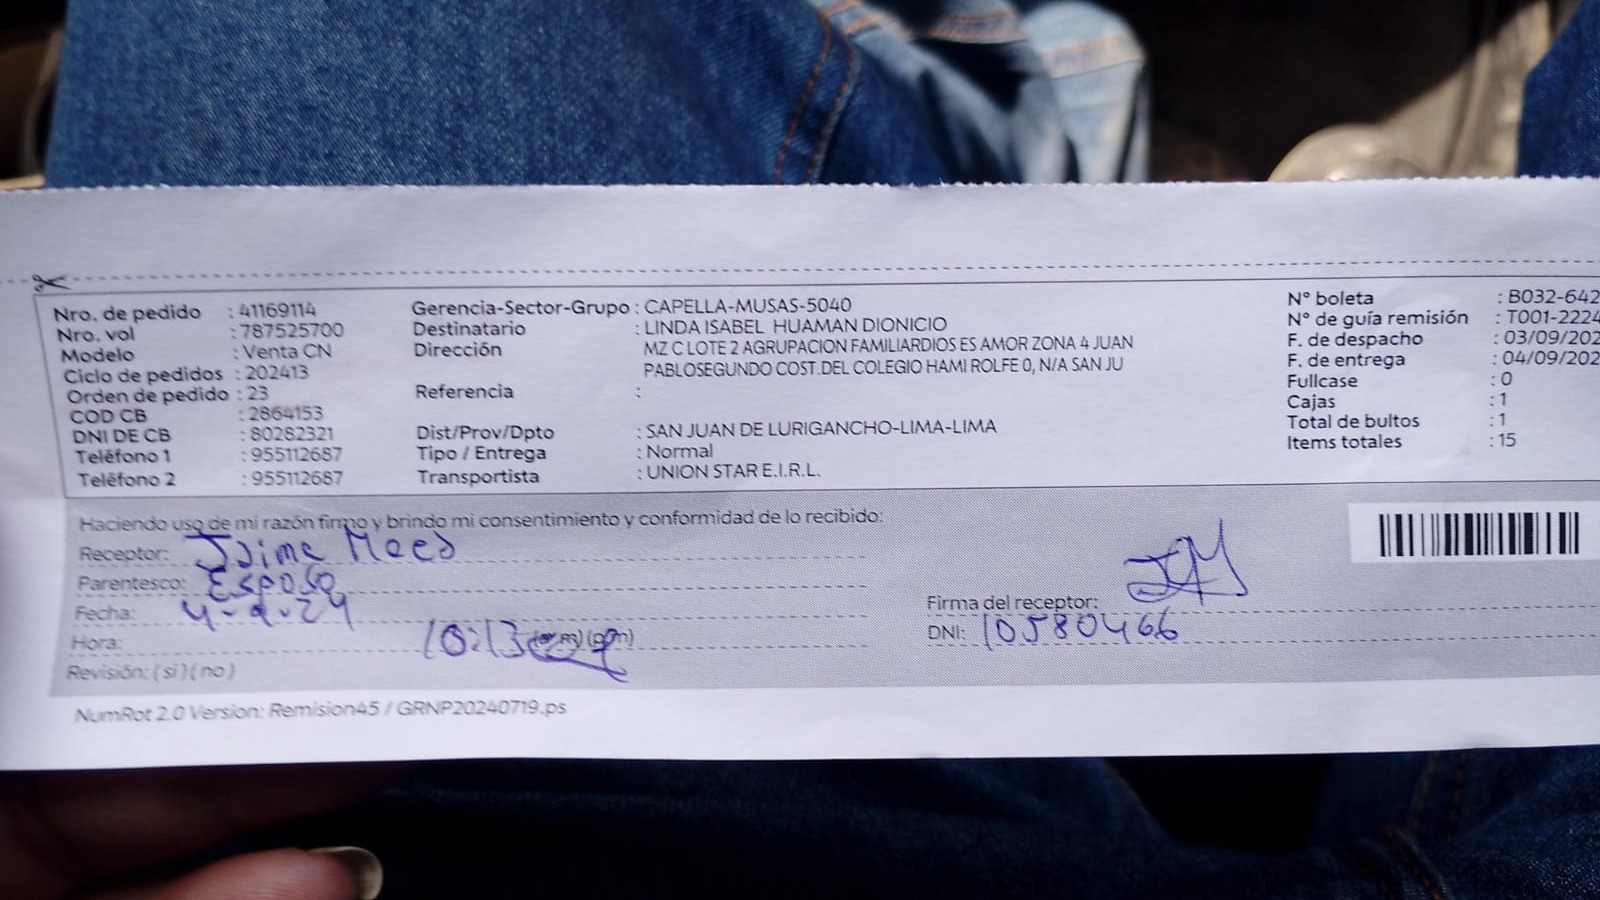 Nro. de pedido : 41169114 Gerencia-Sector-Grupo : CAPELLA-MUSAS-5040 N° boleta : B032-642
Nro. vol : 787525700 Destinatario : LINDA ISABEL HUAMAN DIONICIO N° de guía remisión : T001-2224
Modelo : Venta CN Dirección MZ C LOTE 2 AGRUPACION FAMILIARDIOS ES AMOR ZONA 4 JUAN F. de despacho : 03/09/202
Ciclo de pedidos : 202413 PABLOSEGUNDO COST.DEL COLEGIO HAMI ROLFE 0, N/A SAN JU F. de entrega : 04/09/202
Orden de pedido : 23 Referencia : Fullcase : 0
COD CB : 2864153 Cajas : 1
DNI DE CB : 80282321 Dist/Prov/Dpto : SAN JUAN DE LURIGANCHO-LIMA-LIMA Total de bultos : 1
Teléfono 1 : 955112687 Tipo / Entrega : Normal Items totales : 15
Teléfono 2 : 955112687 Transportista : UNION STAR E.I.R.L.
Haciendo uso de mi razón firmo y brindo mi consentimiento y conformidad de lo recibido:
Receptor: Jaime
Parentesco: Esposo
Fecha: 4-9-24 Firma del receptor:
Hora: 10:13 DNI: 10580466
Revisión: ( si ) ( no )
NumRot 2.0 Version: Remision45 / GRNP20240719.ps